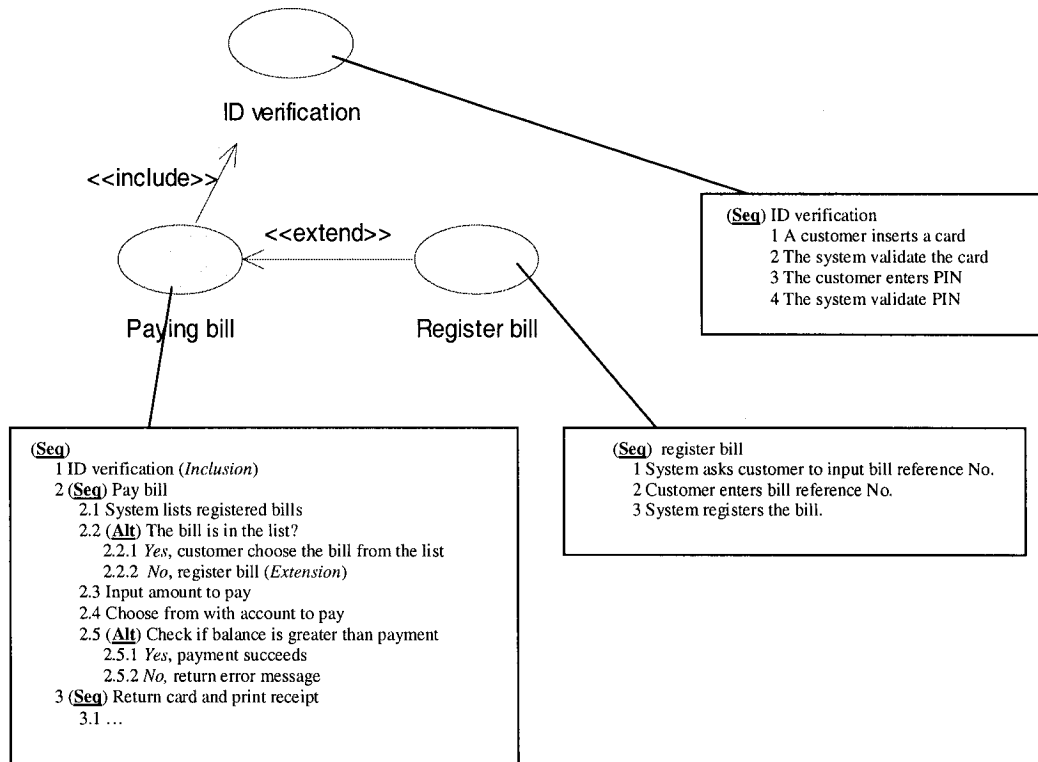 ID verification
<<include>>
<<extend>>
Paying bill
Register bill
(Seq) ID verification
1 A customer inserts a card
2 The system validate the card
3 The customer enters PIN
4 The system validate PIN
(Seq)
1 ID verification (Inclusion)
2 (Seq) Pay bill
2.1 System lists registered bills
2.2 (Alt) The bill is in the list?
2.2.1 Yes, customer choose the bill from the list
2.2.2 No, register bill (Extension)
2.3 Input amount to pay
2.4 Choose from with account to pay
2.5 (Alt) Check if balance is greater than payment
2.5.1 Yes, payment succeeds
2.5.2 No, return error message
3 (Seq) Return card and print receipt
3.1 …
(Seq) register bill
1 System asks customer to input bill reference No.
2 Customer enters bill reference No.
3 System registers the bill.